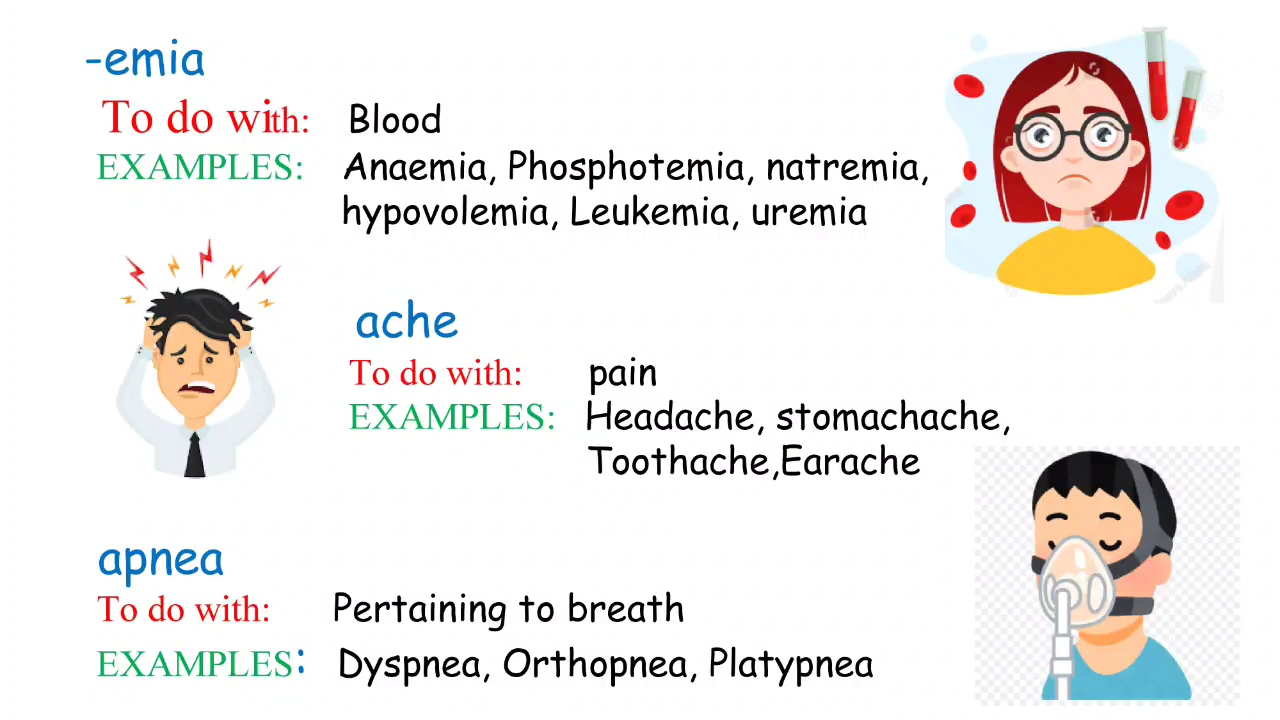 -emia
To do with: Blood
EXAMPLES: Anaemia, Phosphotemia, natremia,
hypovolemia, Leukemia, uremia
ache
To do with: pain
EXAMPLES: Headache, stomachache,
Toothache,Earache
apnea
To do with: Pertaining to breath
EXAMPLES: Dyspnea, Orthopnea, Platypnea